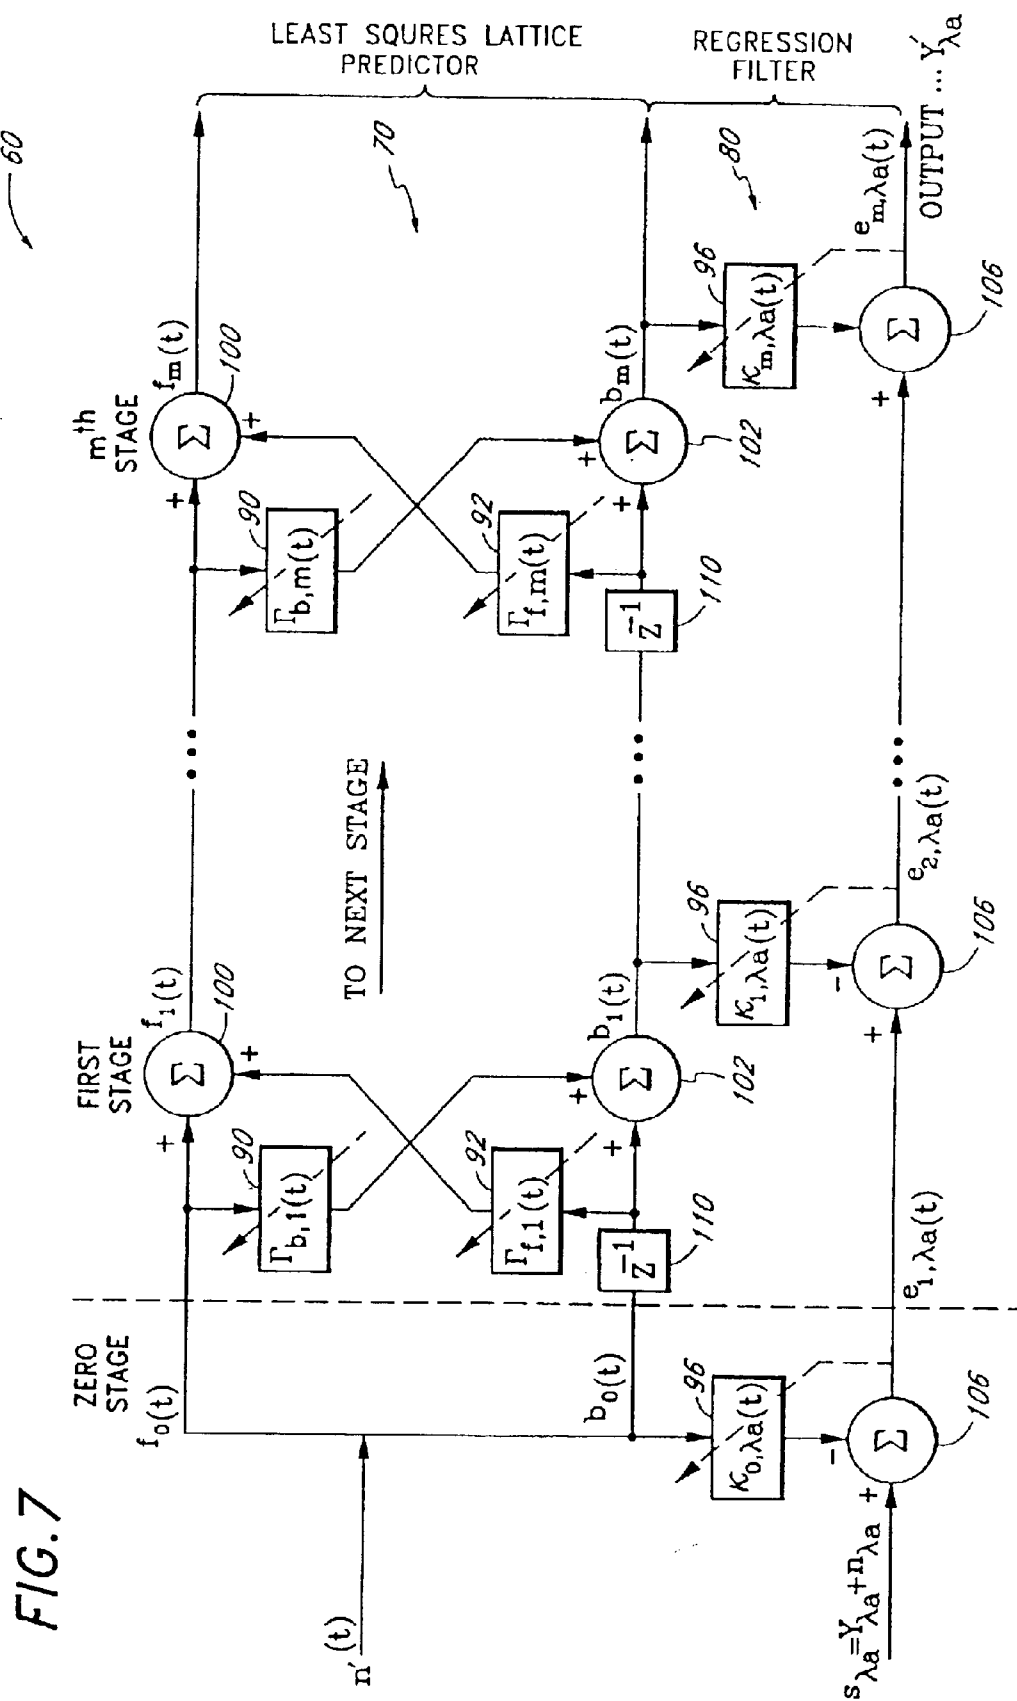 FIG. 7
60
LEAST SQURES LATTICE
PREDICTOR
REGRESSION
FILTER
70
80
ZERO
STAGE
FIRST
STAGE
mth
STAGE
f0(t)
f1(t)
fm(t)
100
100
+
+
+
+
Σ
Σ
90
90
Γb,1(t)
Γb,m(t)
n'(t)
TO NEXT STAGE
92
92
Γf,1(t)
Γf,m(t)
b0(t)
b1(t)
bm(t)
z-1
z-1
110
110
+
+
+
+
Σ
Σ
102
102
96
96
96
κ0,λa(t)
κ1,λa(t)
κm,λa(t)
sλa=Yλa+nλa
+
−
Σ
106
e1,λa(t)
+
−
Σ
106
e2,λa(t)
+
Σ
106
em,λa(t)
OUTPUT ... Y'λa